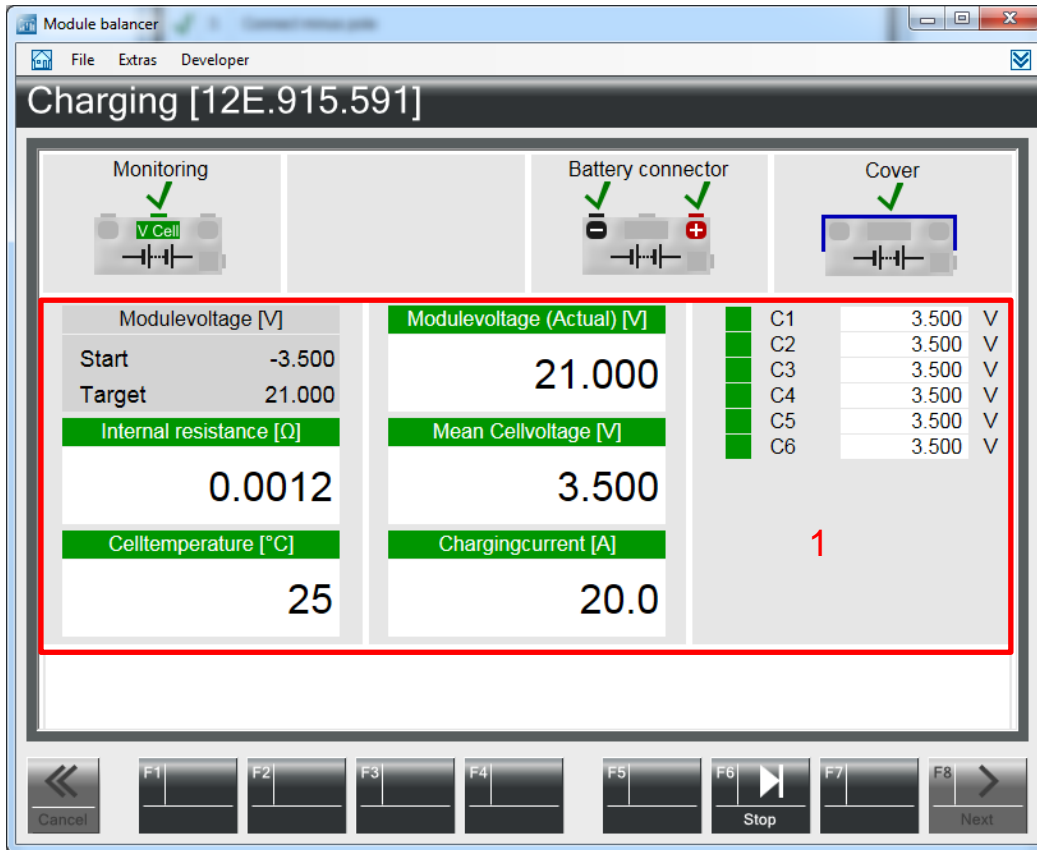 Module balancer
File Extras Developer
Charging [12E.915.591]
Monitoring
V Cell
Battery connector
Cover
Modulevoltage [V]
Start -3.500
Target 21.000
Internal resistance [Ω]
0.0012
Celltemperature [°C]
25
Modulevoltage (Actual) [V]
21.000
Mean Cellvoltage [V]
3.500
Chargingcurrent [A]
20.0
C1 3.500 V
C2 3.500 V
C3 3.500 V
C4 3.500 V
C5 3.500 V
C6 3.500 V
1
Cancel
F1
F2
F3
F4
F5
F6
Stop
F7
F8
Next